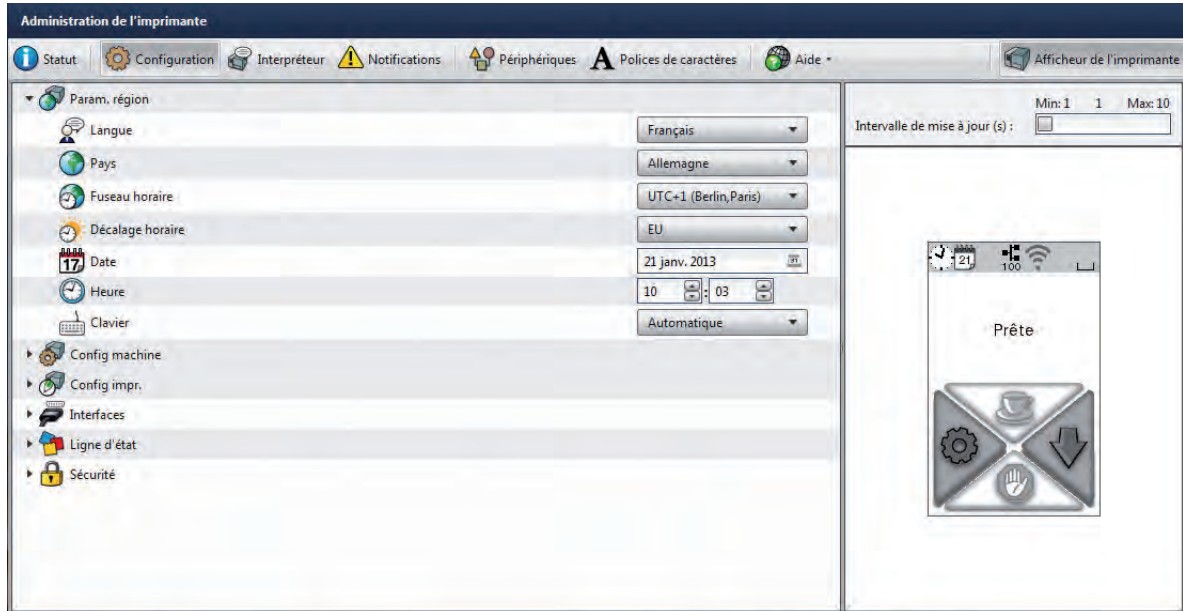 Administration de l'imprimante
Statut Configuration Interpréteur Notifications Périphériques A Polices de caractères Aide Afficheur de l'imprimante
Param. région
Langue Français
Pays Allemagne
Fuseau horaire UTC+1 (Berlin,Paris)
Décalage horaire EU
17 Date 21 janv. 2013 31
Heure 10 : 03
Clavier Automatique
Config machine
Config impr.
Interfaces
Ligne d'état
Sécurité
Min: 1 1 Max: 10
Intervalle de mise à jour (s) :
21 100
Prête